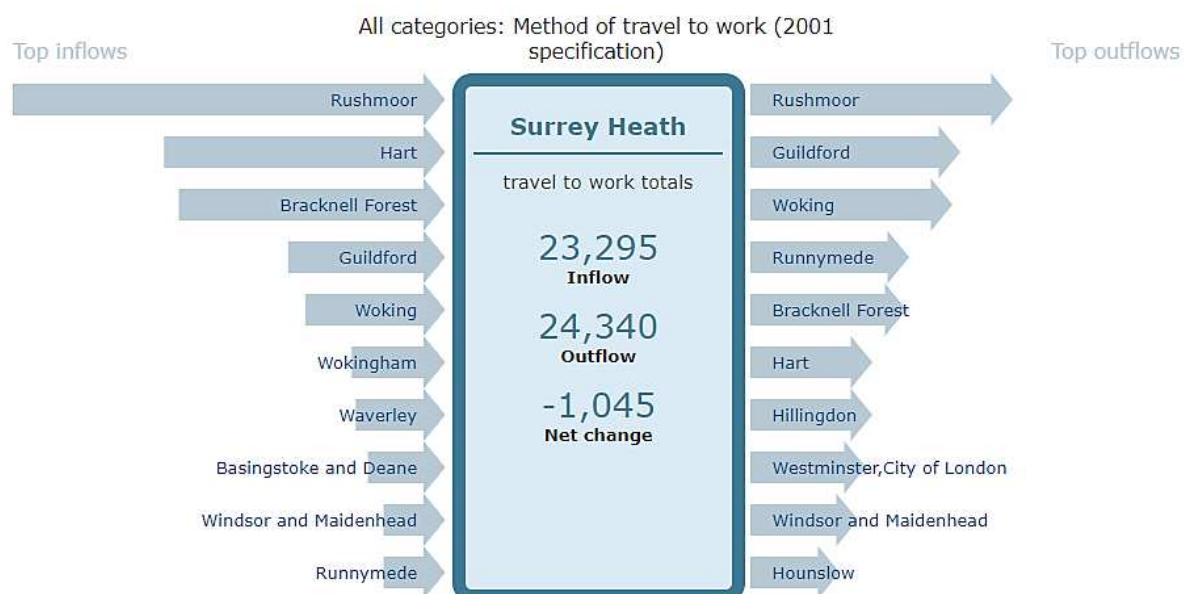 All categories: Method of travel to work (2001
specification)
Top inflows
Top outflows
Rushmoor
Hart
Bracknell Forest
Guildford
Woking
Wokingham
Waverley
Basingstoke and Deane
Windsor and Maidenhead
Runnymede
Surrey Heath
travel to work totals
23,295
Inflow
24,340
Outflow
-1,045
Net change
Rushmoor
Guildford
Woking
Runnymede
Bracknell Forest
Hart
Hillingdon
Westminster,City of London
Windsor and Maidenhead
Hounslow